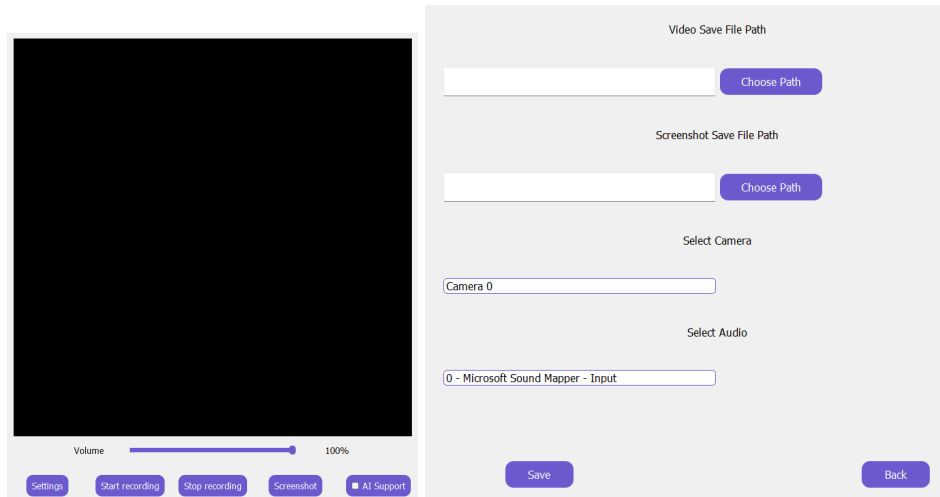 Volume
100%
Settings
Start recording
Stop recording
Screenshot
AI Support
Video Save File Path
Choose Path
Screenshot Save File Path
Choose Path
Select Camera
Camera 0
Select Audio
0 - Microsoft Sound Mapper - Input
Save
Back